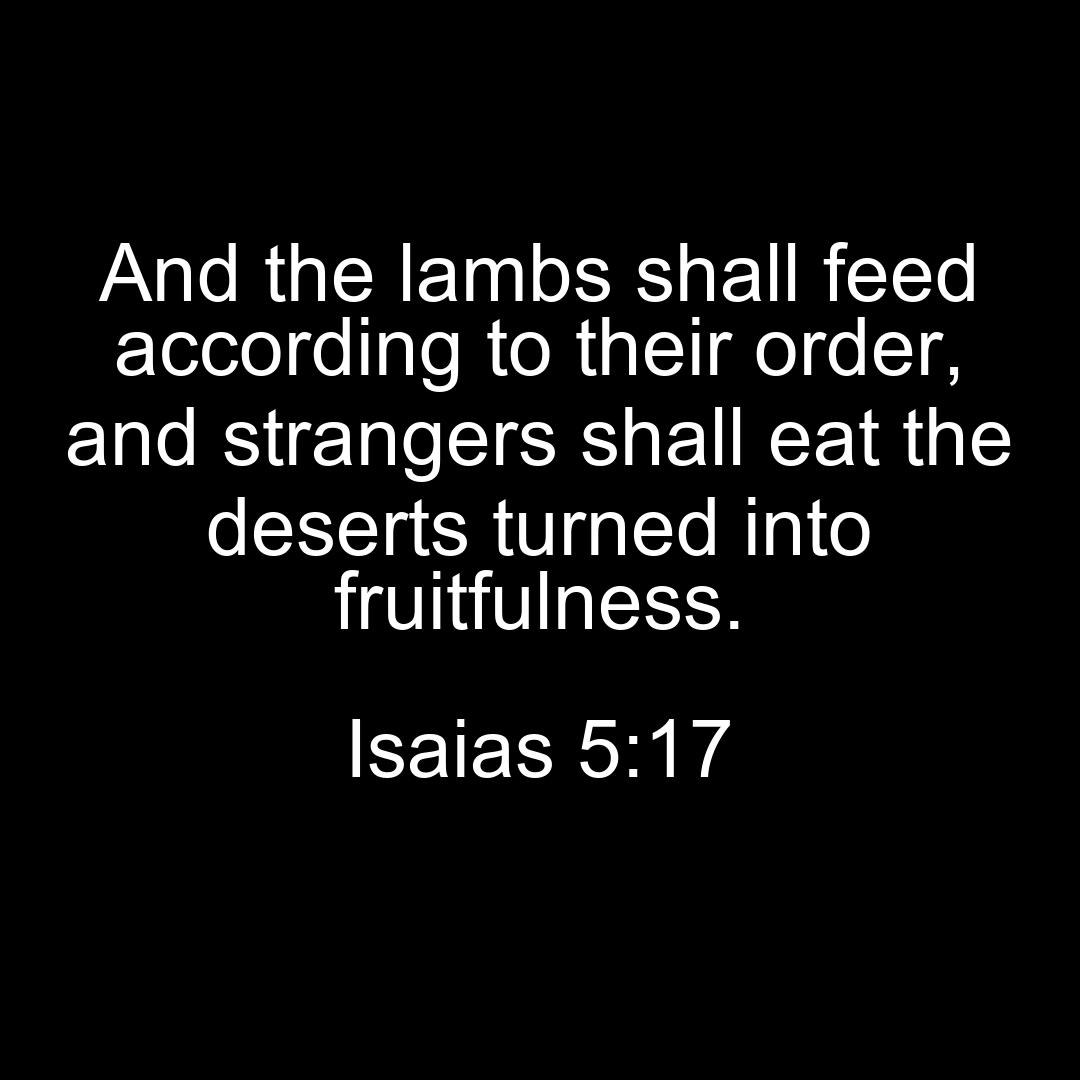 And the lambs shall feed
according to their order,
and strangers shall eat the
deserts turned into
fruitfulness.
Isaias 5:17